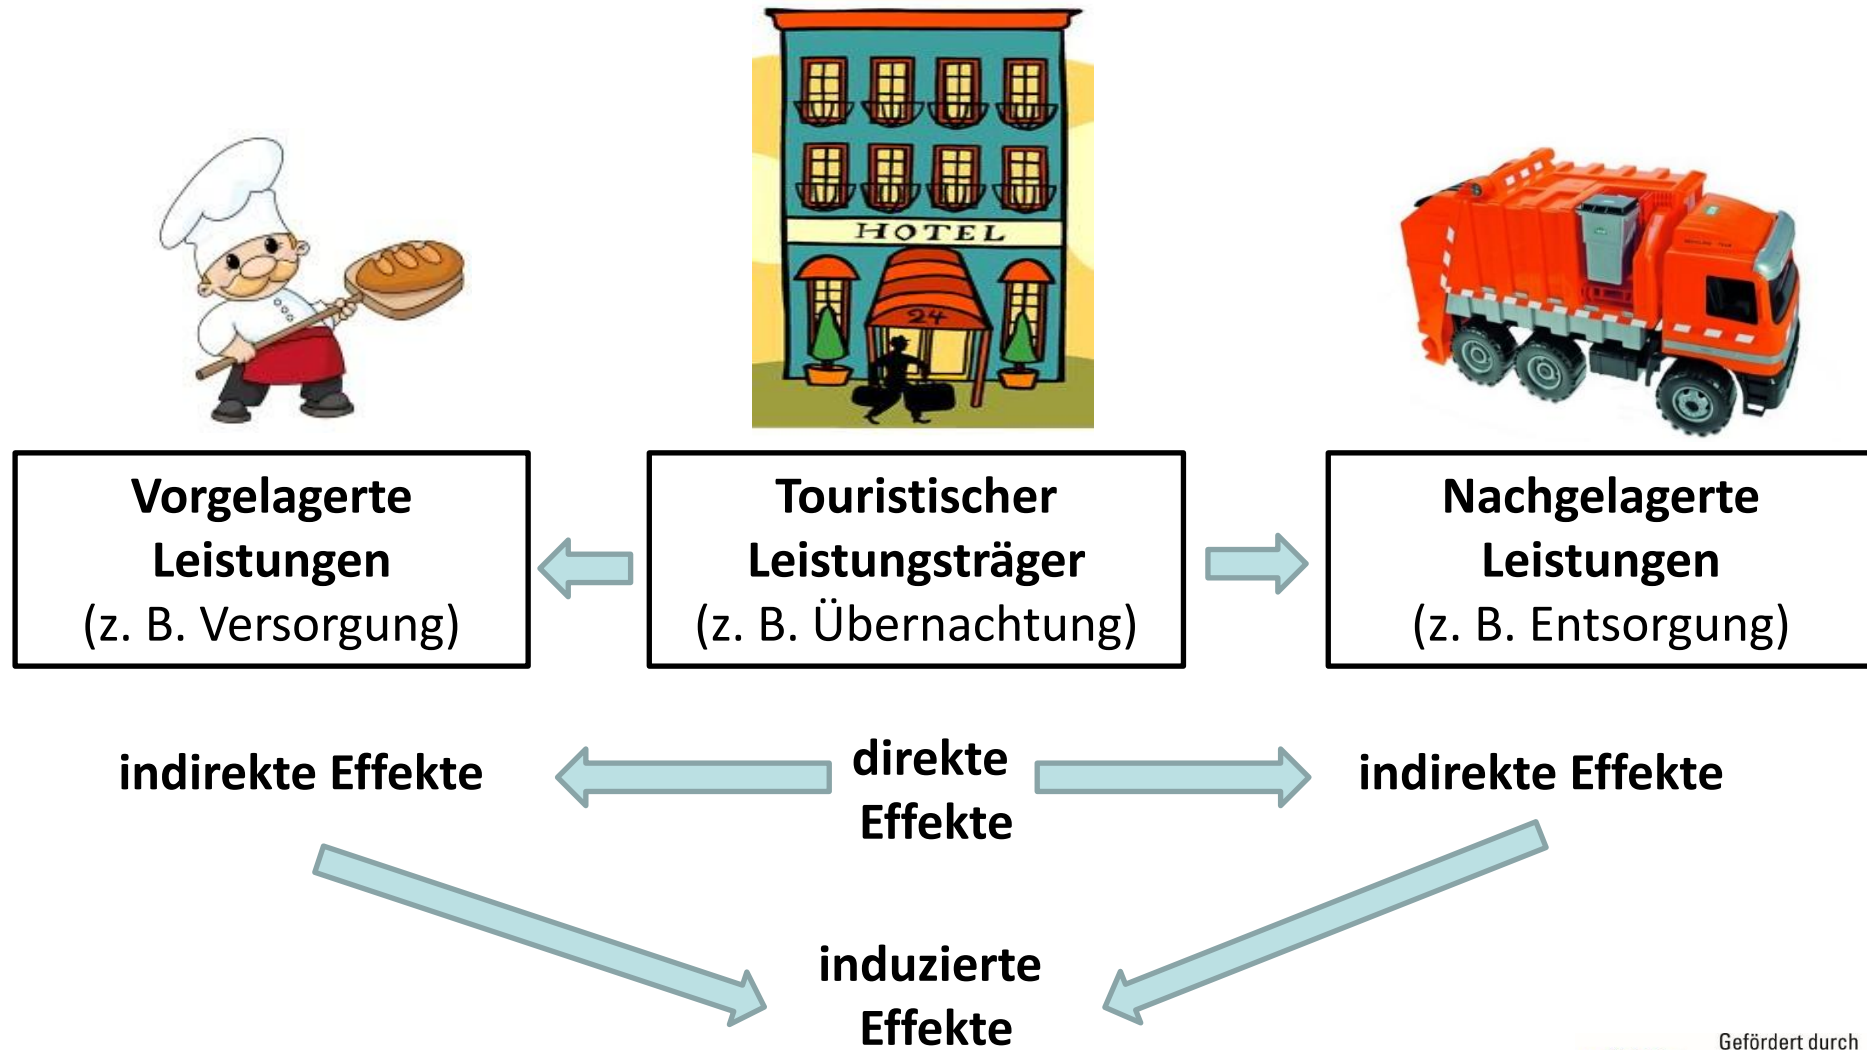 HOTEL
24
Vorgelagerte
Leistungen
(z. B. Versorgung)
Touristischer
Leistungsträger
(z. B. Übernachtung)
Nachgelagerte
Leistungen
(z. B. Entsorgung)
indirekte Effekte
direkte
Effekte
indirekte Effekte
induzierte
Effekte
Gefördert durch